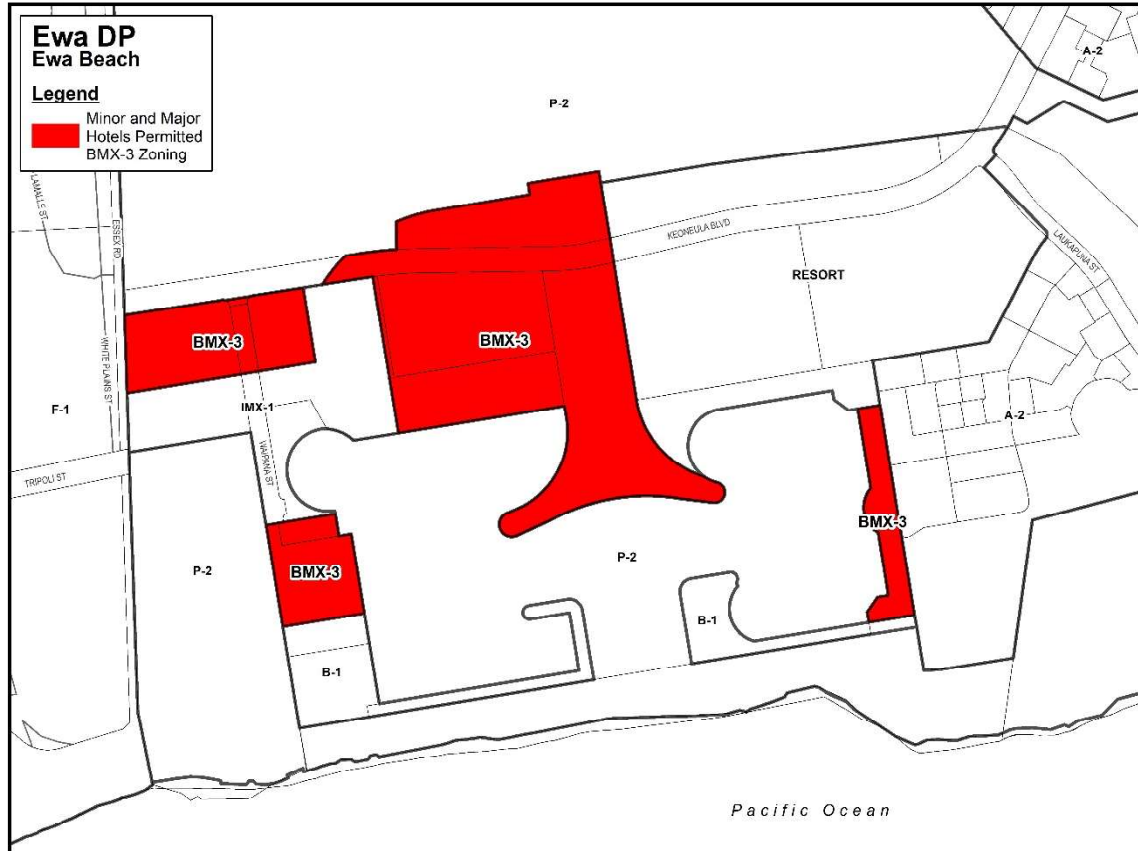 Ewa DP
Ewa Beach
Legend
Minor and Major
Hotels Permitted
BMX-3 Zoning
A-2
P-2
ESSEX RD
KEONEULA BLVD
LAUKAPUNA ST
RESORT
BMX-3
BMX-3
WHITE PLAINS ST
F-1
IMX-1
A-2
WAIPANA ST
TRIPOLI ST
BMX-3
P-2
BMX-3
P-2
B-1
B-1
Pacific Ocean